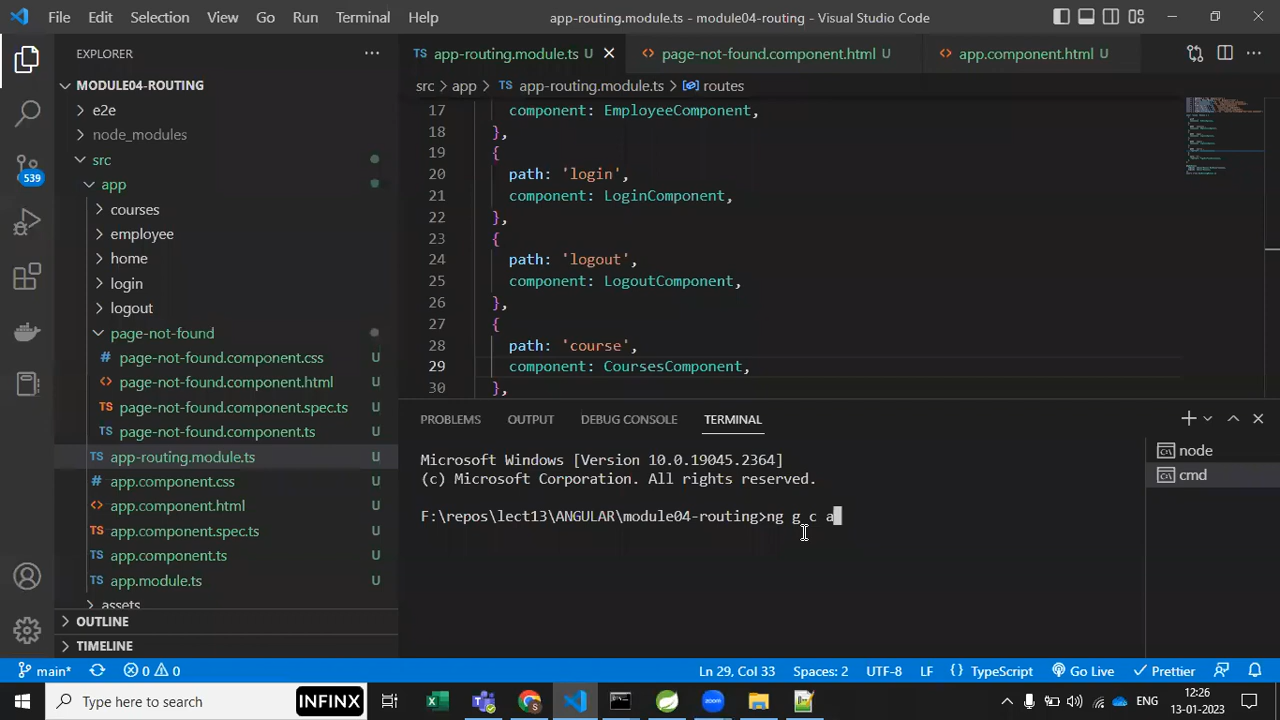 File Edit Selection View Go Run Terminal Help
app-routing.module.ts - module04-routing - Visual Studio Code
EXPLORER
MODULE04-ROUTING
e2e
node_modules
src
app
courses
employee
home
login
logout
page-not-found
# page-not-found.component.css U
<> page-not-found.component.html U
TS page-not-found.component.spec.ts U
TS page-not-found.component.ts U
TS app-routing.module.ts U
# app.component.css U
<> app.component.html U
TS app.component.spec.ts U
TS app.component.ts U
TS app.module.ts U
assets
OUTLINE
TIMELINE
539
TS app-routing.module.ts U
<> page-not-found.component.html U
<> app.component.html U
src > app > TS app-routing.module.ts > routes
17 component: EmployeeComponent,
18 },
19 {
20 path: 'login',
21 component: LoginComponent,
22 },
23 {
24 path: 'logout',
25 component: LogoutComponent,
26 },
27 {
28 path: 'course',
29 component: CoursesComponent,
30 },
PROBLEMS OUTPUT DEBUG CONSOLE TERMINAL
Microsoft Windows [Version 10.0.19045.2364]
(c) Microsoft Corporation. All rights reserved.
F:\repos\lect13\ANGULAR\module04-routing>ng g c a
node
cmd
main* 0 0 Ln 29, Col 33 Spaces: 2 UTF-8 LF {} TypeScript Go Live Prettier
Type here to search
INFINX
zoom
ENG
12:26
13-01-2023